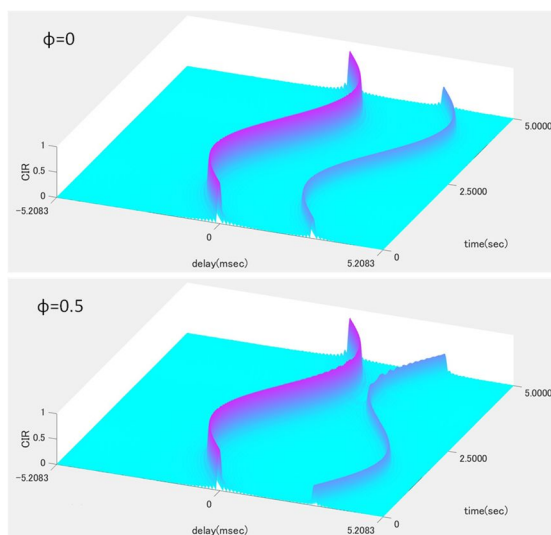 ϕ=0
1
0.5
0
CIR
-5.2083
0
delay(msec)
5.2083
0
2.5000
5.0000
time(sec)
ϕ=0.5
1
0.5
0
CIR
-5.2083
0
delay(msec)
5.2083
0
2.5000
5.0000
time(sec)